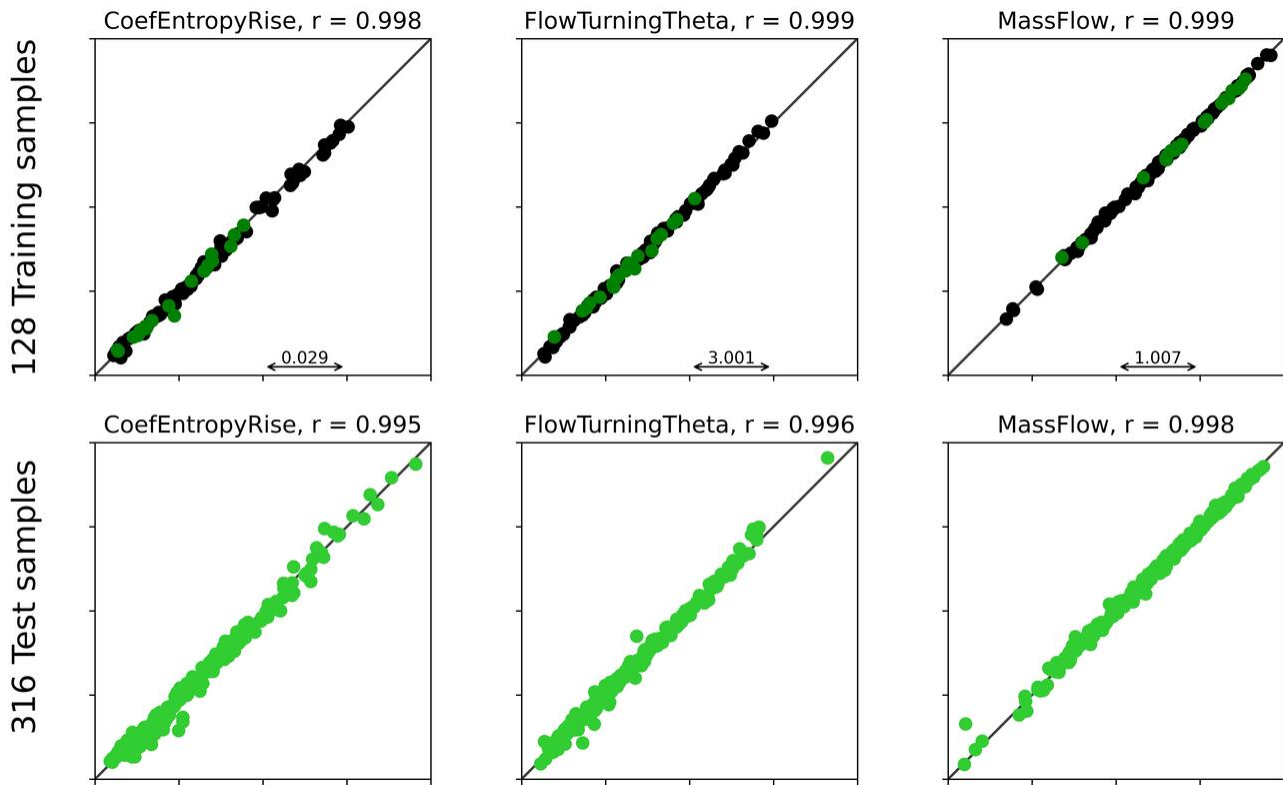 128 Training samples
CoefEntropyRise, r = 0.998
FlowTurningTheta, r = 0.999
MassFlow, r = 0.999
0.029
3.001
1.007
316 Test samples
CoefEntropyRise, r = 0.995
FlowTurningTheta, r = 0.996
MassFlow, r = 0.998